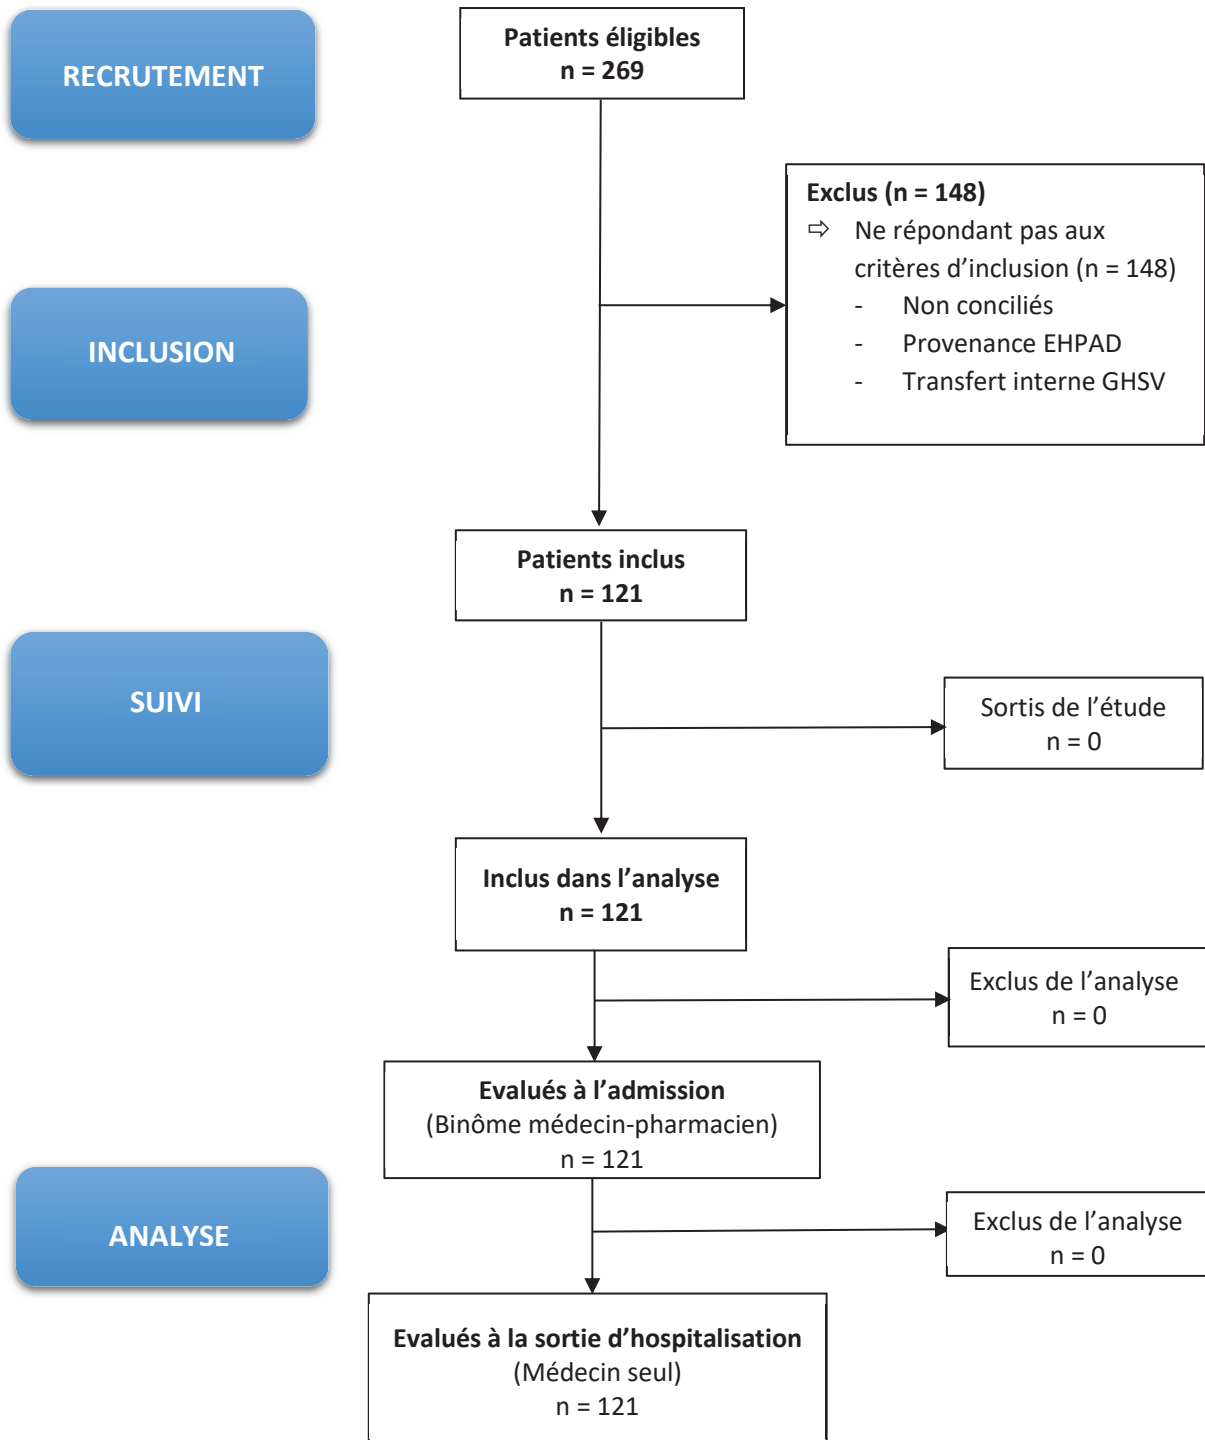 RECRUTEMENT
Patients éligibles
n = 269
Exclus (n = 148)
⇨ Ne répondant pas aux
critères d’inclusion (n = 148)
- Non conciliés
- Provenance EHPAD
- Transfert interne GHSV
INCLUSION
Patients inclus
n = 121
SUIVI
Sortis de l’étude
n = 0
Inclus dans l’analyse
n = 121
Exclus de l’analyse
n = 0
Evalués à l’admission
(Binôme médecin-pharmacien)
n = 121
ANALYSE
Exclus de l’analyse
n = 0
Evalués à la sortie d’hospitalisation
(Médecin seul)
n = 121